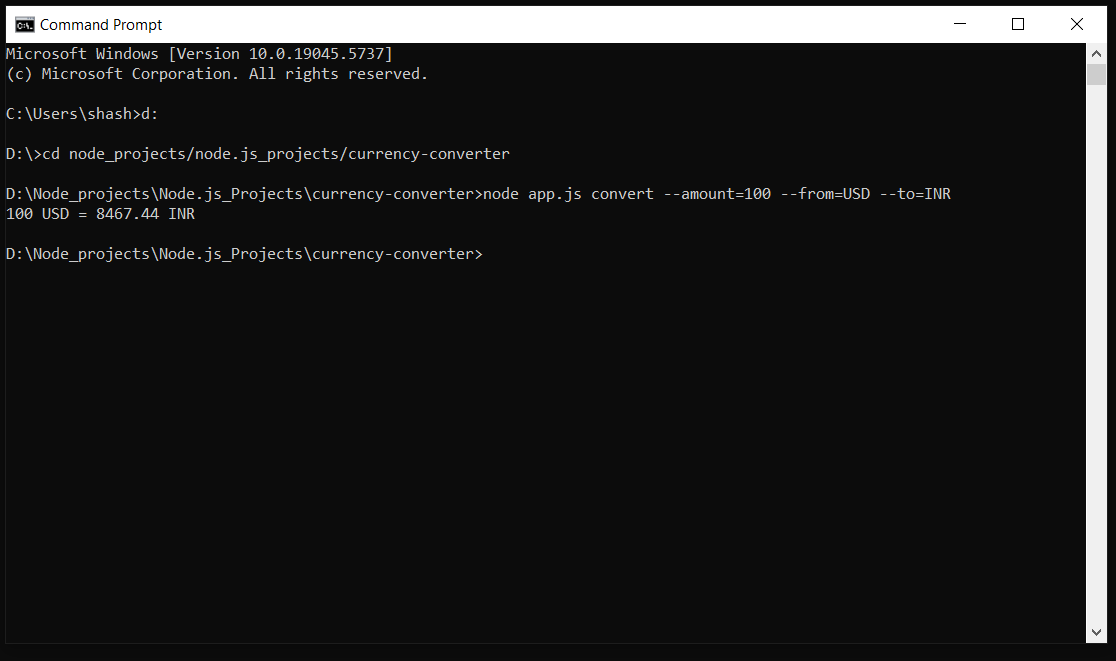 Command Prompt
Microsoft Windows [Version 10.0.19045.5737]
(c) Microsoft Corporation. All rights reserved.
C:\Users\shash>d:
D:\>cd node_projects/node.js_projects/currency-converter
D:\Node_projects\Node.js_Projects\currency-converter>node app.js convert --amount=100 --from=USD --to=INR
100 USD = 8467.44 INR
D:\Node_projects\Node.js_Projects\currency-converter>